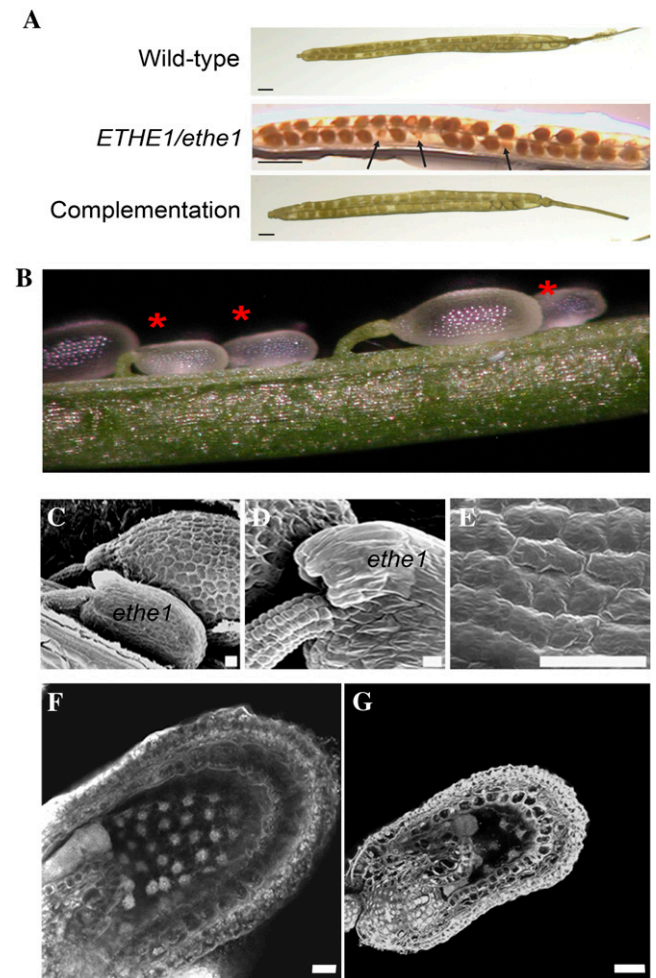 A
Wild-type
ETHE1/ethe1
Complementation
B
* * *
C
ethe1
D
ethe1
E
F
G